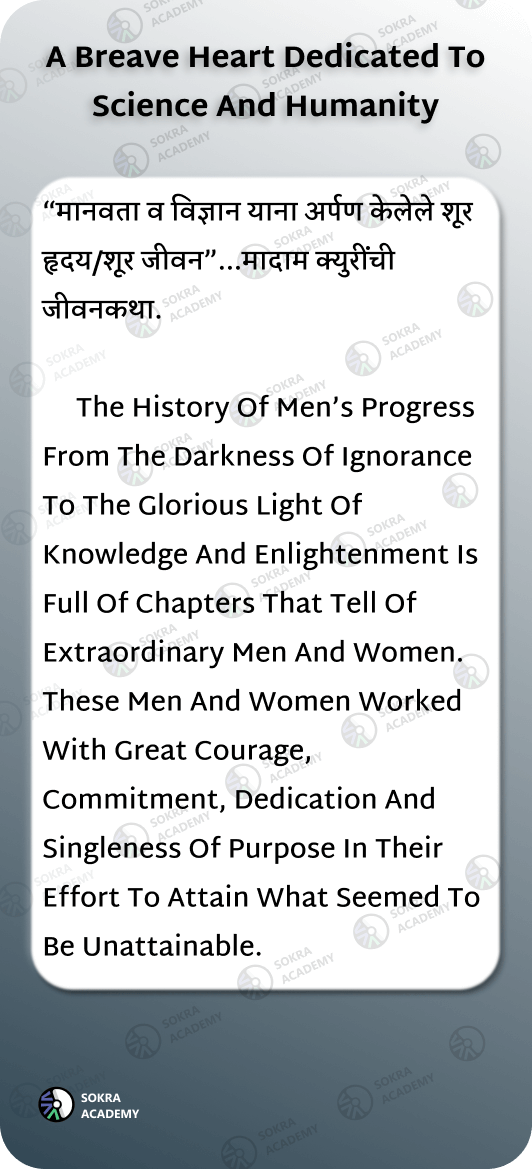 A Breave Heart Dedicated To
Science And Humanity
“मानवता व विज्ञान याना अर्पण केलेले शूर
हृदय/शूर जीवन”...मादाम क्युरींची
जीवनकथा.
The History Of Men’s Progress
From The Darkness Of Ignorance
To The Glorious Light Of
Knowledge And Enlightenment Is
Full Of Chapters That Tell Of
Extraordinary Men And Women.
These Men And Women Worked
With Great Courage,
Commitment, Dedication And
Singleness Of Purpose In Their
Effort To Attain What Seemed To
Be Unattainable.
SOKRA
ACADEMY